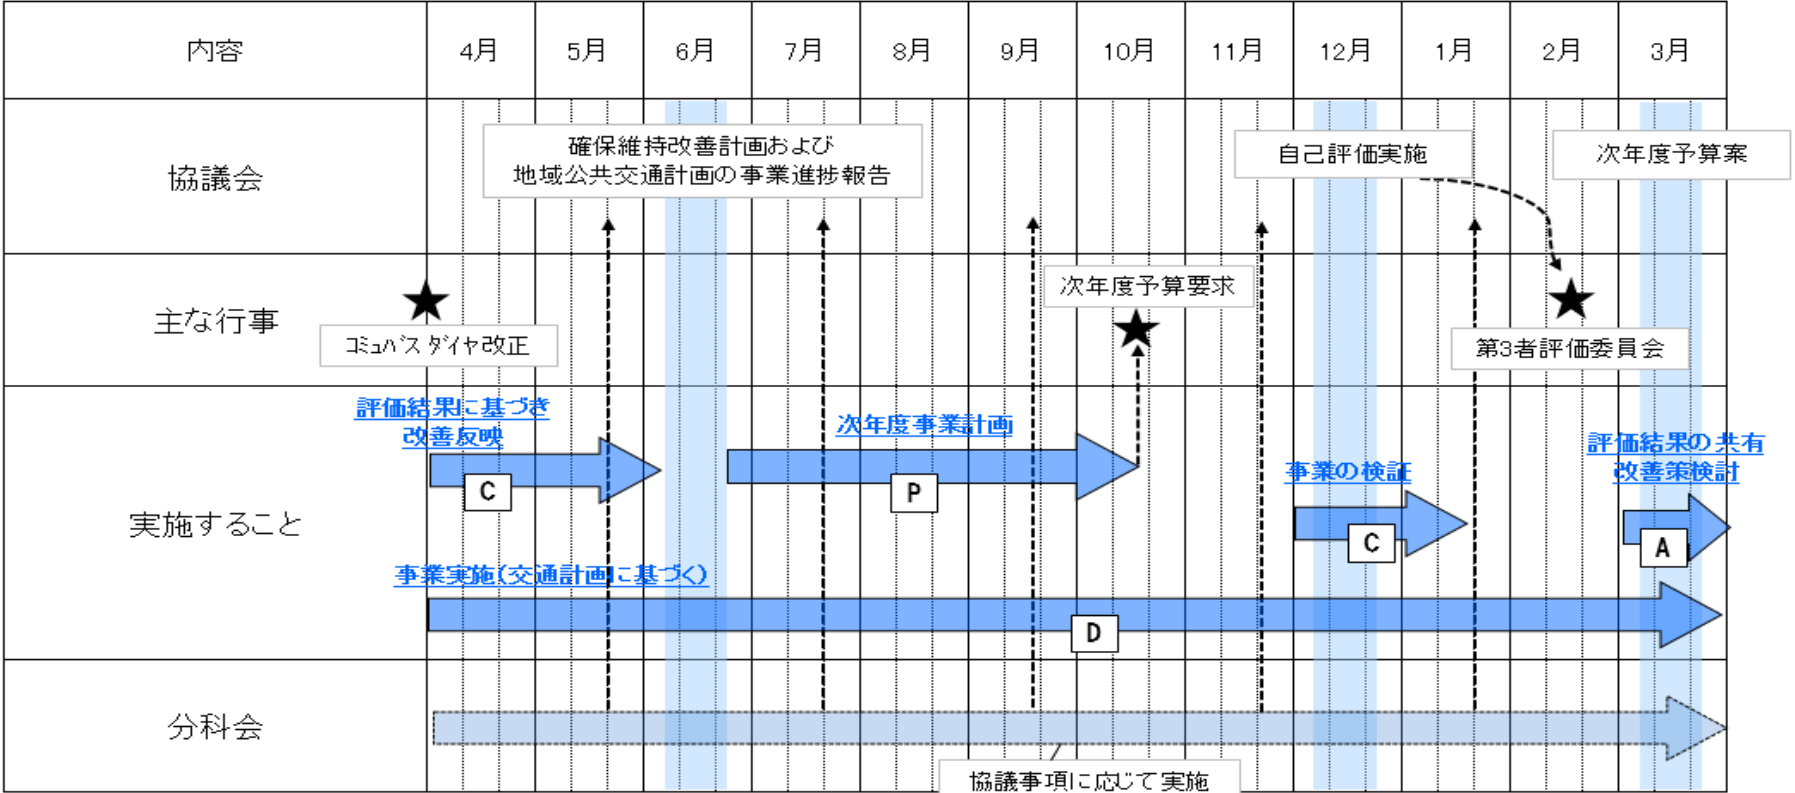 内容
4月
5月
6月
7月
8月
9月
10月
11月
12月
1月
2月
3月
協議会
確保維持改善計画および
地域公共交通計画の事業進捗報告
自己評価実施
次年度予算案
主な行事
コミュバスダイヤ改正
次年度予算要求
第3者評価委員会
実施すること
評価結果に基づき
改善反映
C
次年度事業計画
P
事業の検証
C
評価結果の共有
改善策検討
A
事業実施(交通計画に基づく)
D
分科会
協議事項に応じて実施